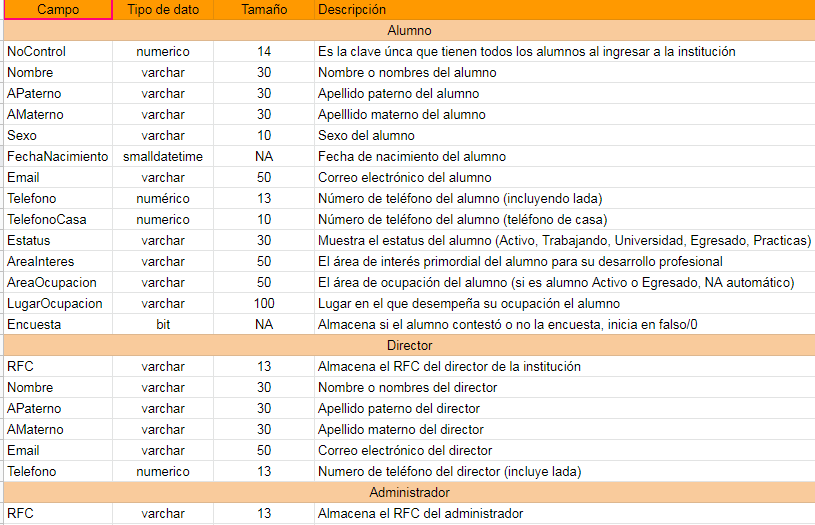 Campo Tipo de dato Tamaño Descripción
Alumno
NoControl numerico 14 Es la clave únca que tienen todos los alumnos al ingresar a la institución
Nombre varchar 30 Nombre o nombres del alumno
APaterno varchar 30 Apellido paterno del alumno
AMaterno varchar 30 Apelllido materno del alumno
Sexo varchar 10 Sexo del alumno
FechaNacimiento smalldatetime NA Fecha de nacimiento del alumno
Email varchar 50 Correo electrónico del alumno
Telefono numérico 13 Número de teléfono del alumno (incluyendo lada)
TelefonoCasa numerico 10 Número de teléfono del alumno (teléfono de casa)
Estatus varchar 30 Muestra el estatus del alumno (Activo, Trabajando, Universidad, Egresado, Practicas)
AreaInteres varchar 50 El área de interés primordial del alumno para su desarrollo profesional
AreaOcupacion varchar 50 El área de ocupación del alumno (si es alumno Activo o Egresado, NA automático)
LugarOcupacion varchar 100 Lugar en el que desempeña su ocupación el alumno
Encuesta bit NA Almacena si el alumno contestó o no la encuesta, inicia en falso/0
Director
RFC varchar 13 Almacena el RFC del director de la institución
Nombre varchar 30 Nombre o nombres del director
APaterno varchar 30 Apellido paterno del director
AMaterno varchar 30 Apellido materno del director
Email varchar 50 Correo electrónico del director
Telefono numerico 13 Numero de teléfono del director (incluye lada)
Administrador
RFC varchar 13 Almacena el RFC del administrador